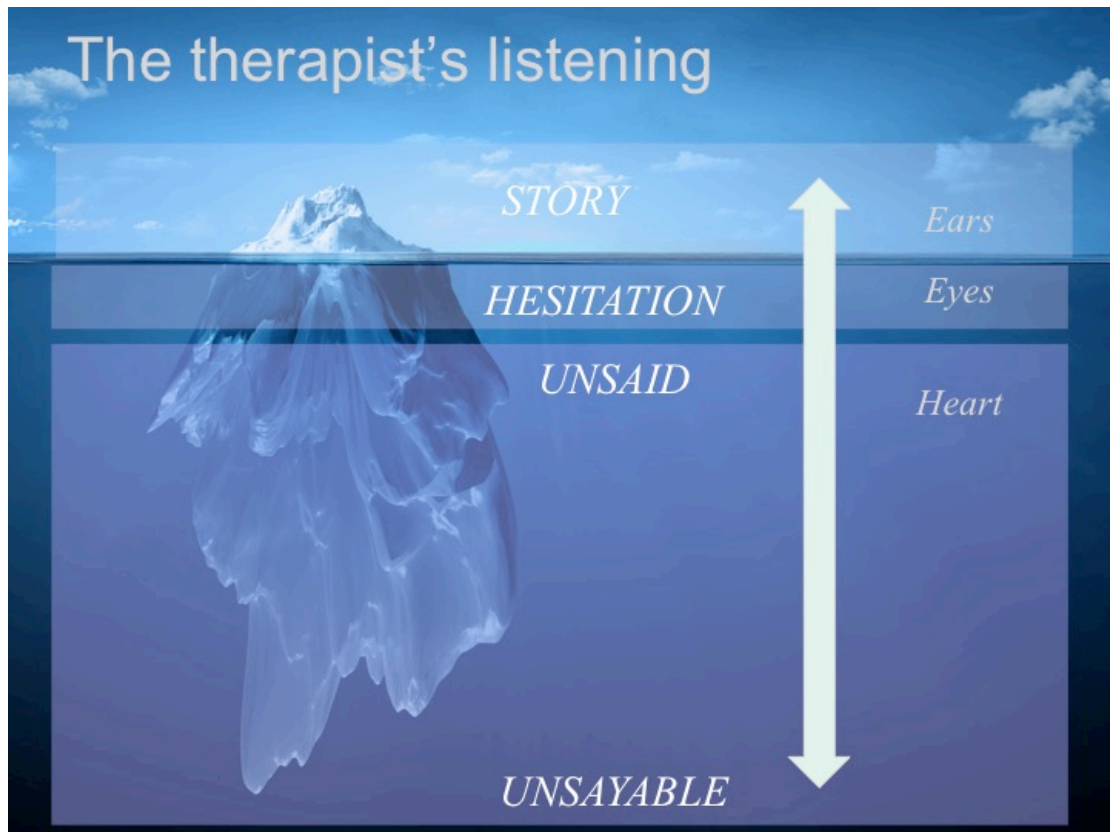 The therapist's listening
STORY
Ears
HESITATION
Eyes
UNSAID
Heart
UNSAYABLE